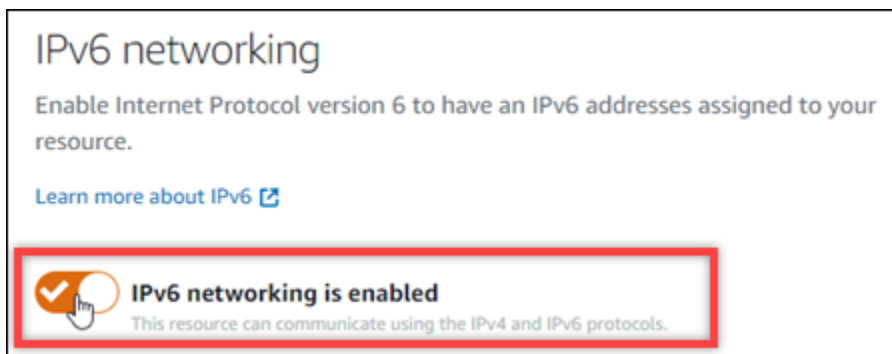 IPv6 networking
Enable Internet Protocol version 6 to have an IPv6 addresses assigned to your
resource.
Learn more about IPv6
IPv6 networking is enabled
This resource can communicate using the IPv4 and IPv6 protocols.